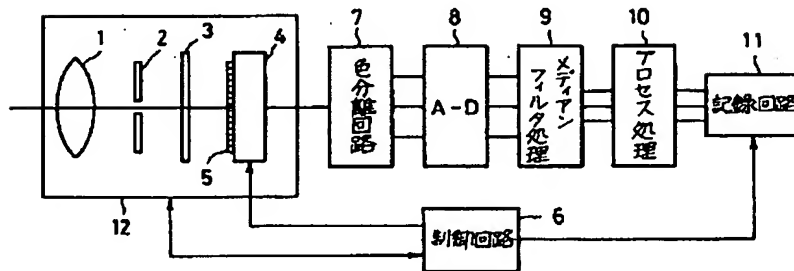 1
2
3
4
5
7
色分離回路
8
A-D
9
メディアン
フィルタ処理
10
プロセス処理
11
記録回路
12
6
制御回路